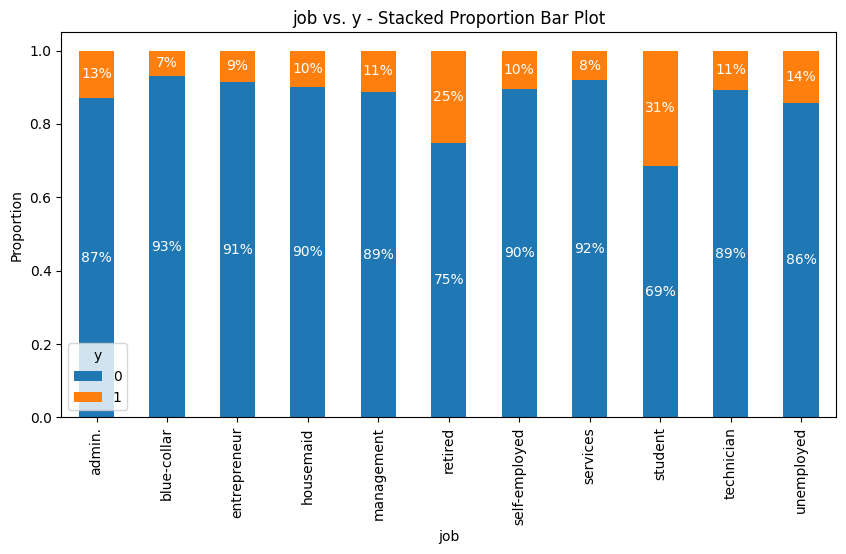 job vs. y - Stacked Proportion Bar Plot
Proportion
1.0
0.8
0.6
0.4
0.2
0.0
13% 7% 9% 10% 11% 25% 10% 8% 31% 11% 14%
87% 93% 91% 90% 89% 75% 90% 92% 69% 89% 86%
y
0
1
admin. blue-collar entrepreneur housemaid management retired self-employed services student technician unemployed
job